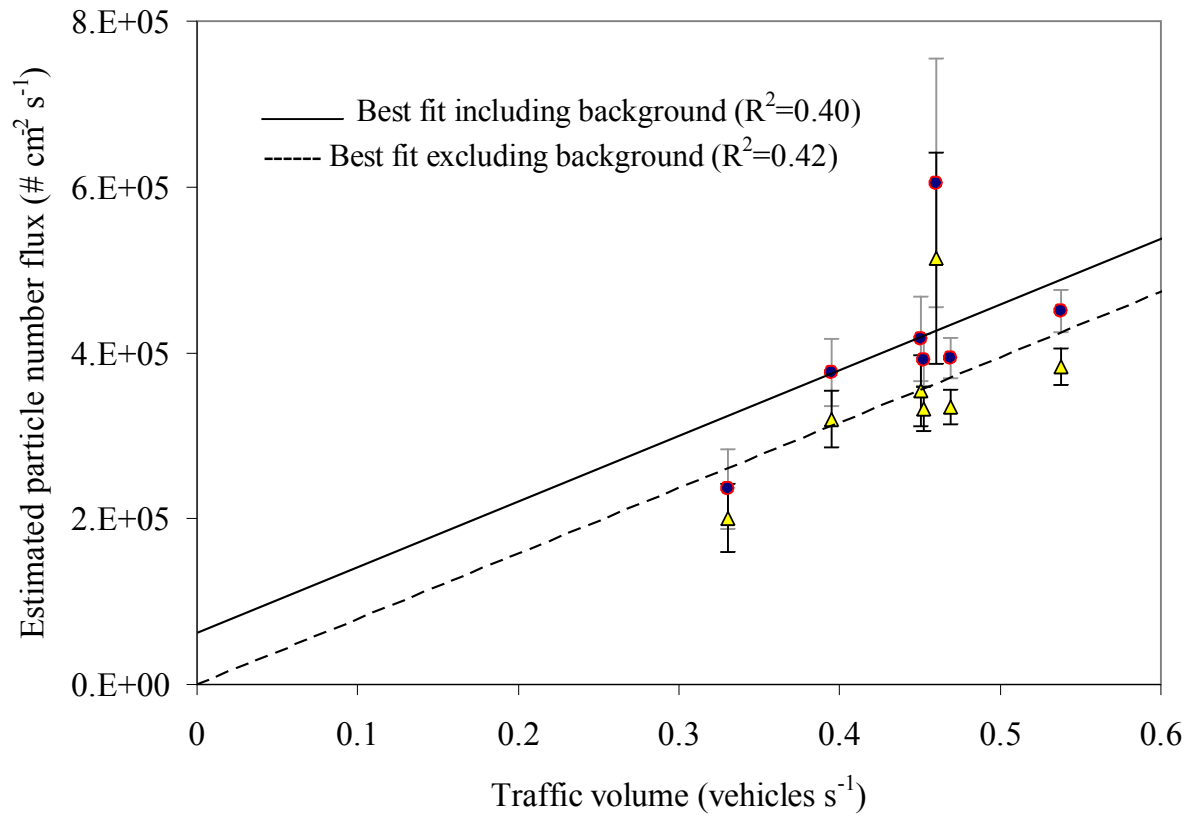 8.E+05
6.E+05
4.E+05
2.E+05
0.E+00
Estimated particle number flux (# cm⁻² s⁻¹)
Best fit including background (R²=0.40)
Best fit excluding background (R²=0.42)
0 0.1 0.2 0.3 0.4 0.5 0.6
Traffic volume (vehicles s⁻¹)